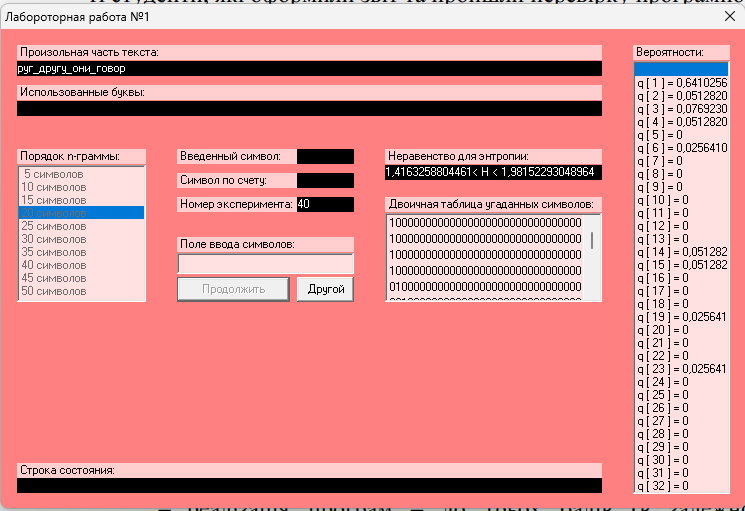 Лабороторная работа №1
Произольная часть текста:
руг_другу_они_говор
Использованные буквы:
Порядок n-граммы:
5 символов
10 символов
15 символов
20 символов
25 символов
30 символов
35 символов
40 символов
45 символов
50 символов
Введенный символ:
Символ по счету:
Номер эксперимента: 40
Поле ввода символов:
Продолжить
Другой
Неравенство для энтропии:
1,4163258804461< H < 1,98152293048964
Двоичная таблица угаданных символов:
10000000000000000000000000000000
10000000000000000000000000000000
10000000000000000000000000000000
10000000000000000000000000000000
01000000000000000000000000000000
Вероятности:
q [ 1 ] = 0,6410256
q [ 2 ] = 0,0512820
q [ 3 ] = 0,0769230
q [ 4 ] = 0,0512820
q [ 5 ] = 0
q [ 6 ] = 0,0256410
q [ 7 ] = 0
q [ 8 ] = 0
q [ 9 ] = 0
q [ 10 ] = 0
q [ 11 ] = 0
q [ 12 ] = 0
q [ 13 ] = 0
q [ 14 ] = 0,051282
q [ 15 ] = 0,051282
q [ 16 ] = 0
q [ 17 ] = 0
q [ 18 ] = 0
q [ 19 ] = 0,025641
q [ 20 ] = 0
q [ 21 ] = 0
q [ 22 ] = 0
q [ 23 ] = 0,025641
q [ 24 ] = 0
q [ 25 ] = 0
q [ 26 ] = 0
q [ 27 ] = 0
q [ 28 ] = 0
q [ 29 ] = 0
q [ 30 ] = 0
q [ 31 ] = 0
q [ 32 ] = 0
Строка состояния: